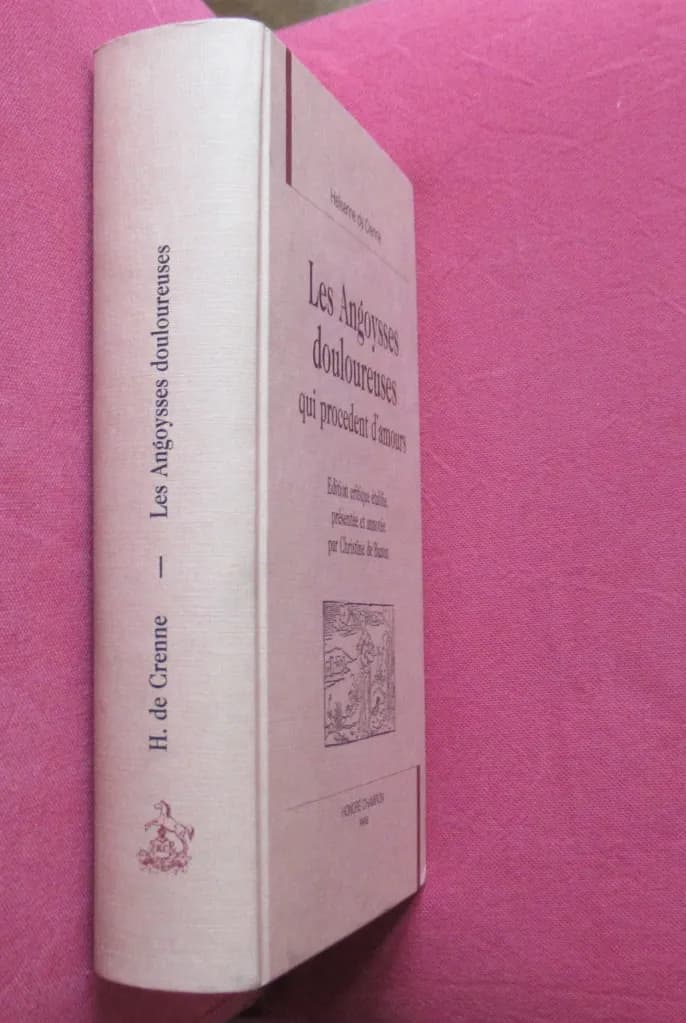 H. de Crenne — Les Angoysses douloureuses
Hélisenne de Crenne
Les Angoysses
douloureuses
qui procedent d'amours
Edition critique établie,
présentée et annotée
par Christine de Buzon
HONORÉ CHAMPION
PARIS